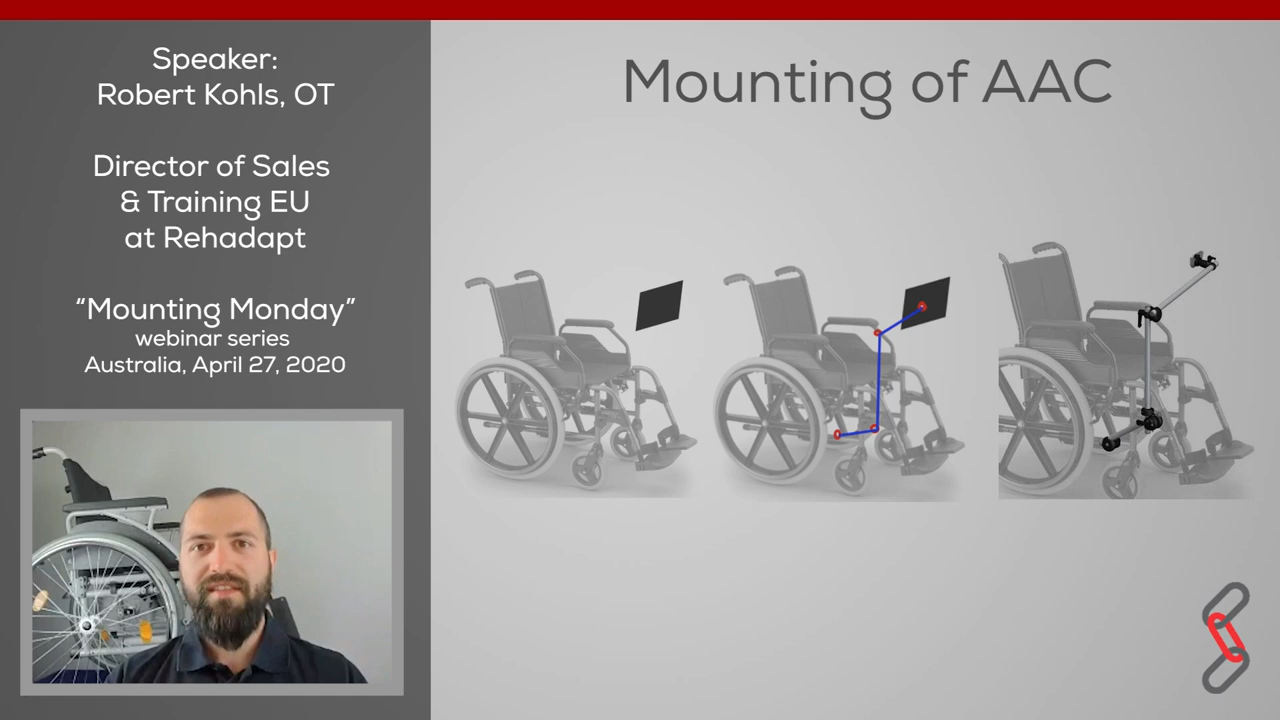 Speaker:
Robert Kohls, OT
Director of Sales
& Training EU
at Rehadapt
“Mounting Monday”
webinar series
Australia, April 27, 2020
Mounting of AAC